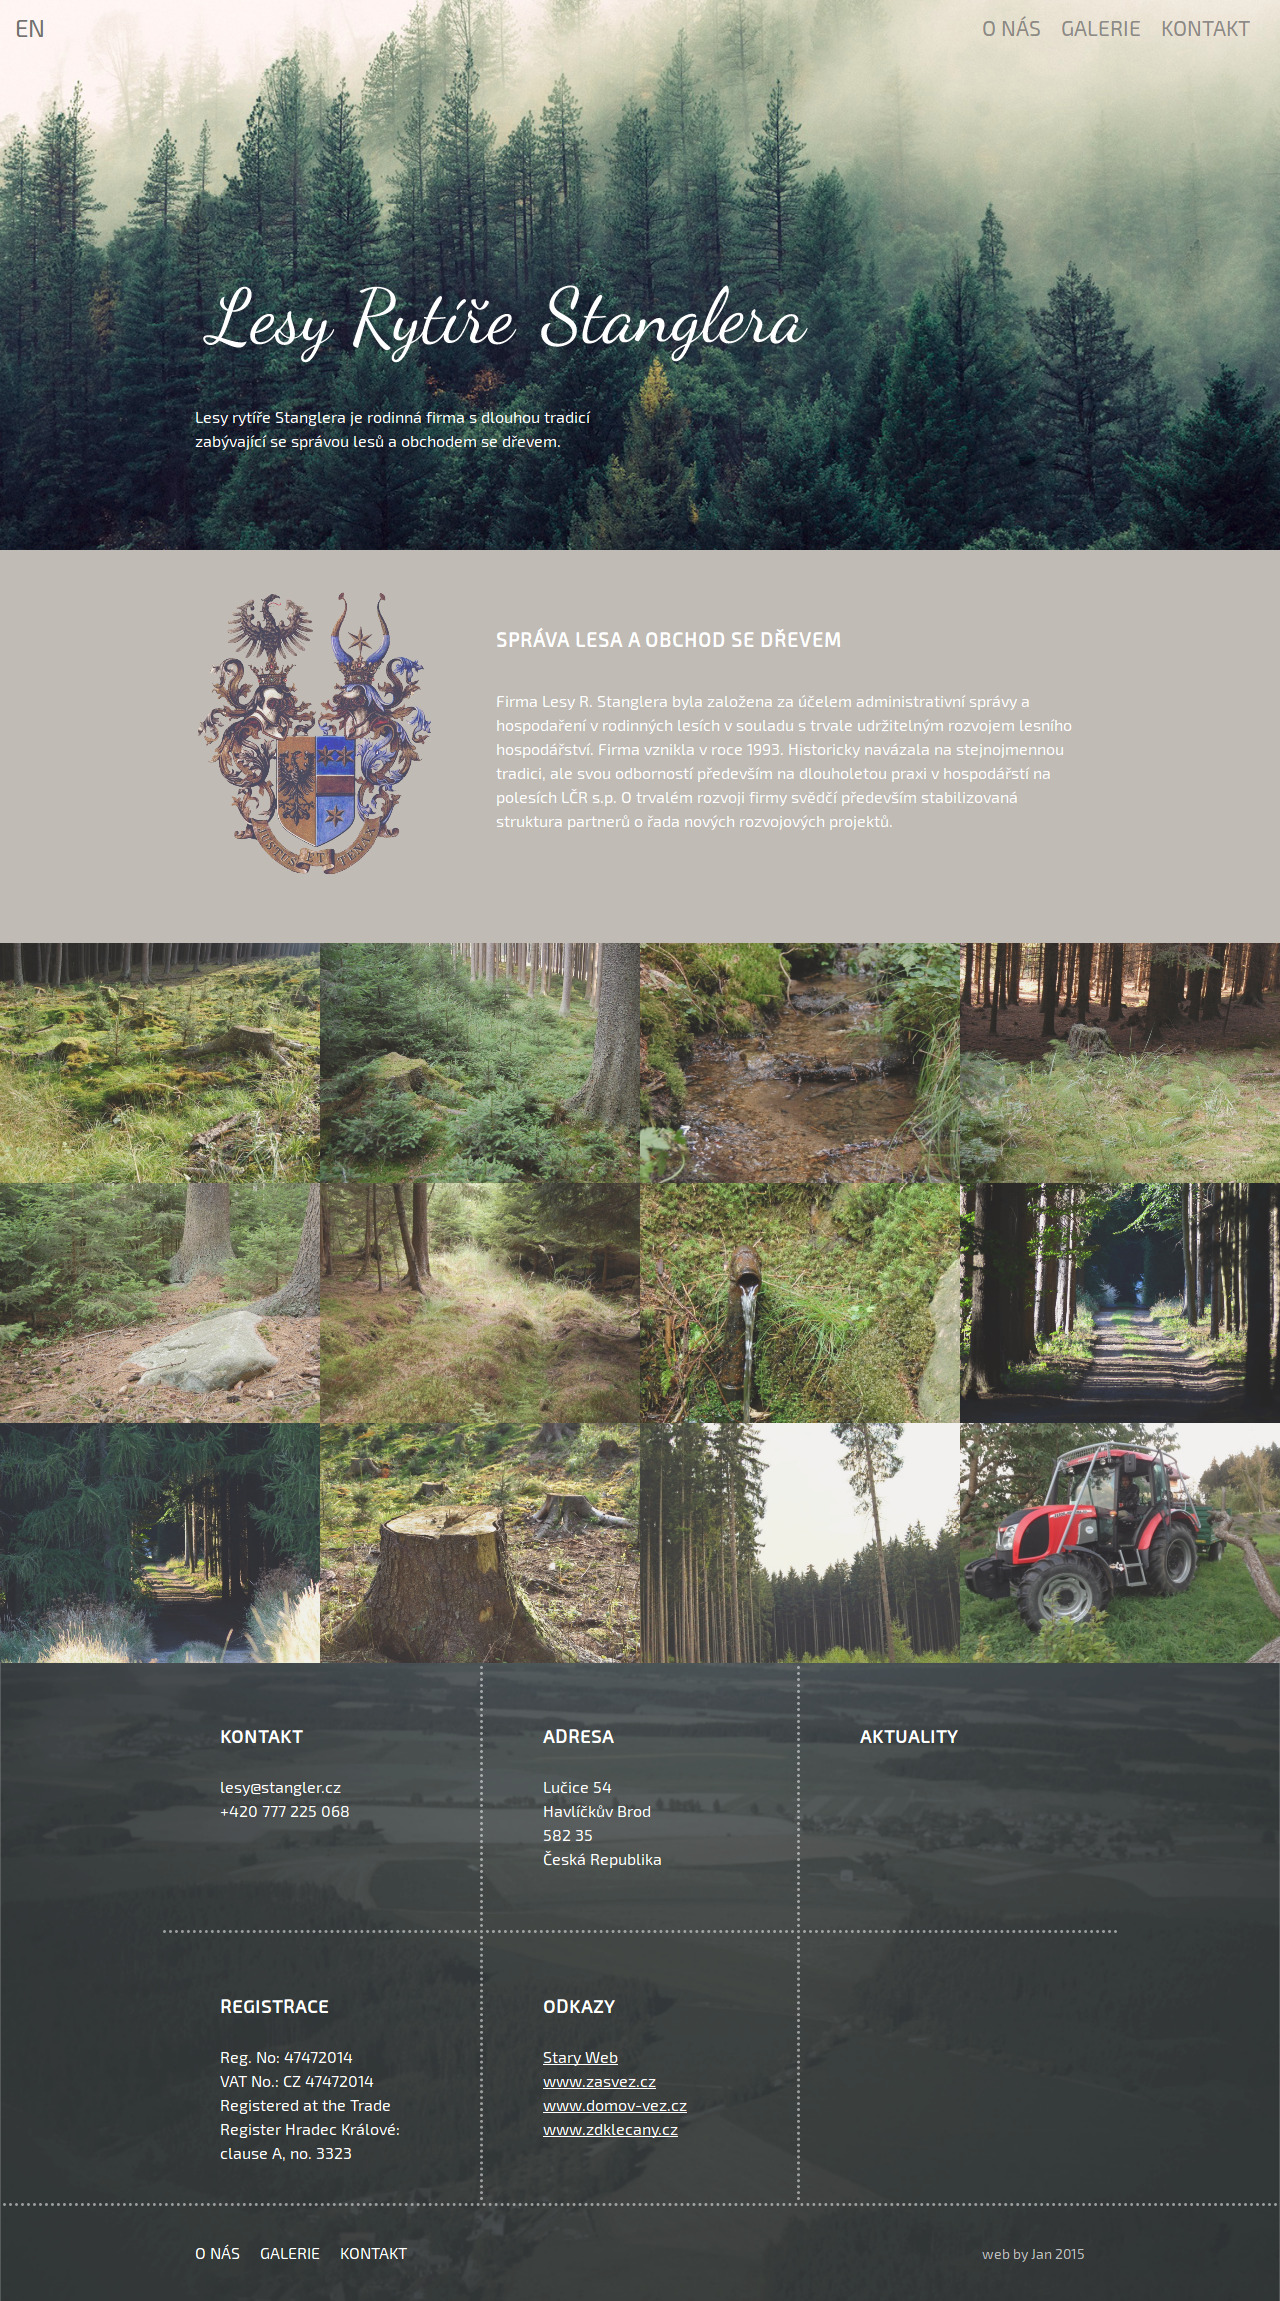 EN
O NÁS GALERIE KONTAKT
Lesy Rytíře Stanglera
Lesy rytíře Stanglera je rodinná firma s dlouhou tradicí
zabývající se správou lesů a obchodem se dřevem.
SPRÁVA LESA A OBCHOD SE DŘEVEM
Firma Lesy R. Stanglera byla založena za účelem administrativní správy a
hospodaření v rodinných lesích v souladu s trvale udržitelným rozvojem lesního
hospodářství. Firma vznikla v roce 1993. Historicky navázala na stejnojmennou
tradici, ale svou odborností především na dlouholetou praxi v hospodářstí na
polesích LČR s.p. O trvalém rozvoji firmy svědčí především stabilizovaná
struktura partnerů o řada nových rozvojových projektů.
JUSTUS ET TENAX
KONTAKT
lesy@stangler.cz
+420 777 225 068
ADRESA
Lučice 54
Havlíčkův Brod
582 35
Česká Republika
AKTUALITY
REGISTRACE
Reg. No: 47472014
VAT No.: CZ 47472014
Registered at the Trade
Register Hradec Králové:
clause A, no. 3323
ODKAZY
Stary Web
www.zasvez.cz
www.domov-vez.cz
www.zdklecany.cz
O NÁS GALERIE KONTAKT
web by Jan 2015